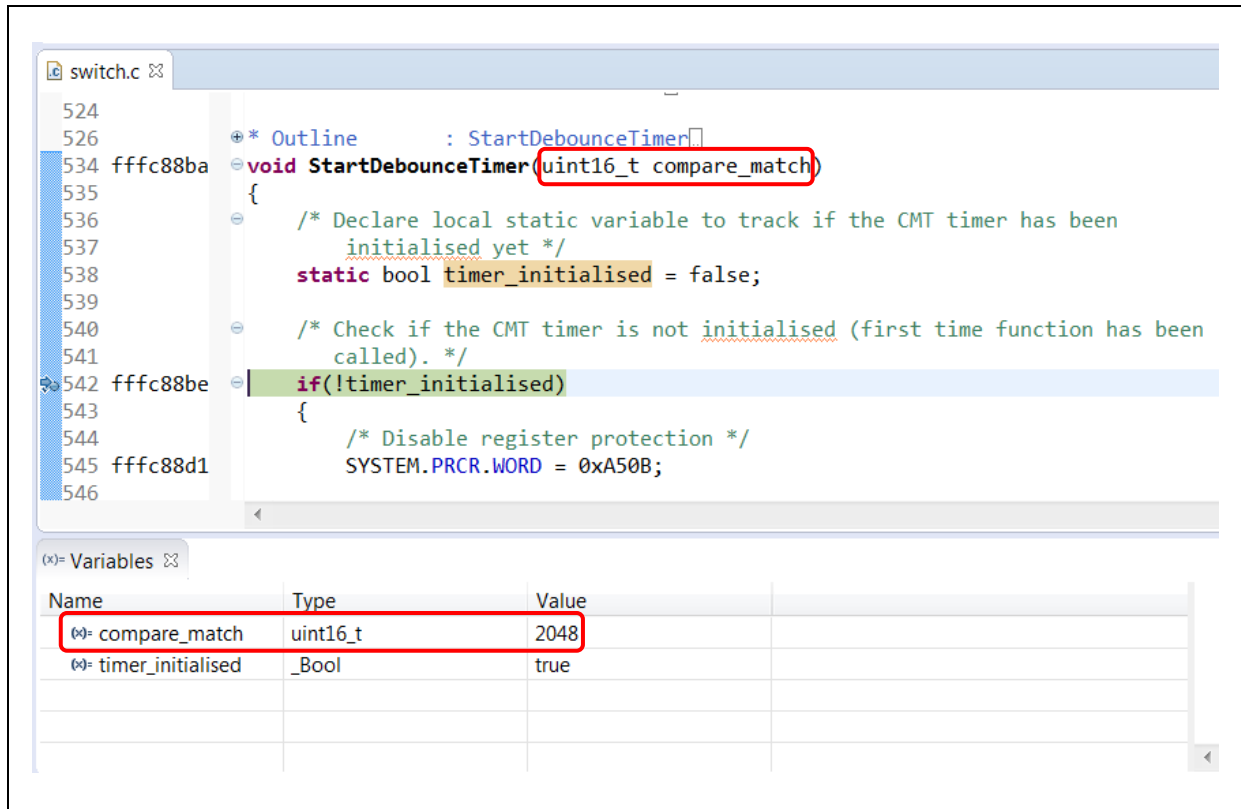 switch.c
524
526 * Outline : StartDebounceTimer
534 fffc88ba void StartDebounceTimer(uint16_t compare_match)
535 {
536 /* Declare local static variable to track if the CMT timer has been
537 initialised yet */
538 static bool timer_initialised = false;
539
540 /* Check if the CMT timer is not initialised (first time function has been
541 called). */
542 fffc88be if(!timer_initialised)
543 {
544 /* Disable register protection */
545 fffc88d1 SYSTEM.PRCR.WORD = 0xA50B;
546
(x)= Variables
Name Type Value
(x)= compare_match uint16_t 2048
(x)= timer_initialised _Bool true